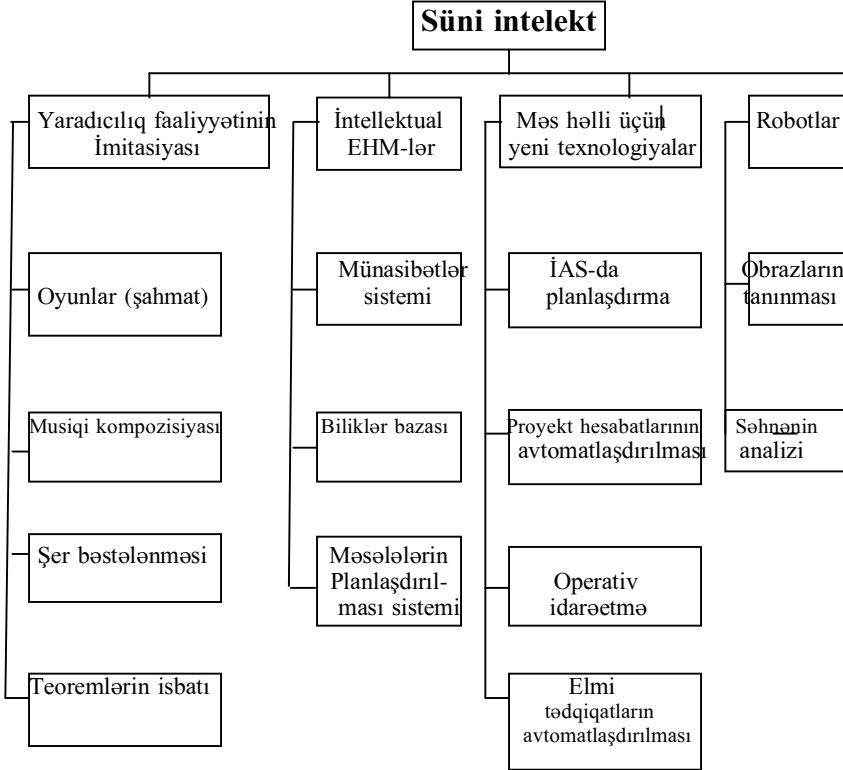 Süni intelekt
Yaradıcılıq faaliyyətinin
İmitasiyası
Oyunlar (şahmat)
Musiqi kompozisiyası
Şer bəstələnməsi
Teoremlərin isbatı
İntellektual
EHM-lər
Münasibətlər
sistemi
Biliklər bazası
Məsələlərin
Planlaşdırıl-
ması sistemi
Məs həlli üçün
yeni texnologiyalar
İAS-da
planlaşdırma
Proyekt hesabatlarının
avtomatlaşdırılması
Operativ
idarəetmə
Elmi
tədqiqatların
avtomatlaşdırılması
Robotlar
Obrazların
tanınması
Səhnənin
analizi